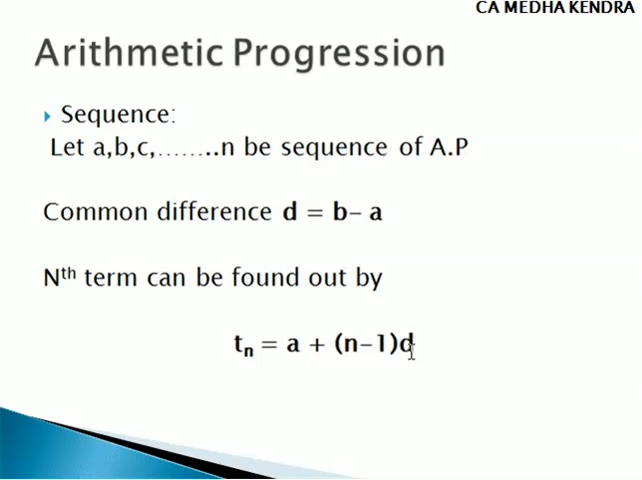 CA MEDHA KENDRA
Arithmetic Progression
Sequence:
Let a,b,c,........n be sequence of A.P
Common difference d = b– a
Nth term can be found out by
tn = a + (n–1)d